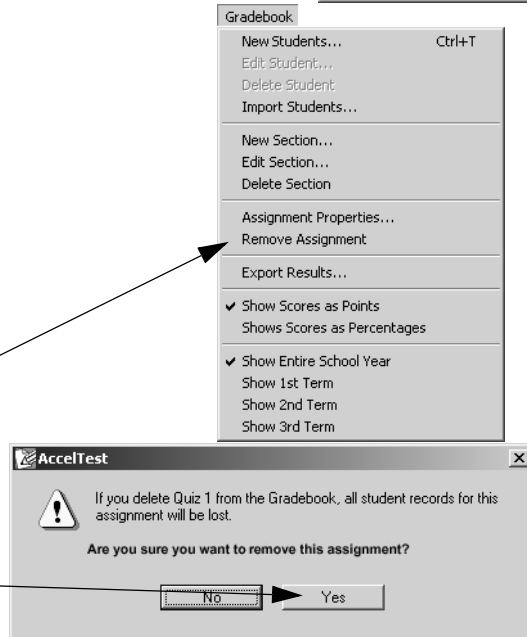 Gradebook
New Students... Ctrl+T
Edit Student...
Delete Student
Import Students...
New Section...
Edit Section...
Delete Section
Assignment Properties...
Remove Assignment
Export Results...
Show Scores as Points
Shows Scores as Percentages
Show Entire School Year
Show 1st Term
Show 2nd Term
Show 3rd Term
AccelTest
If you delete Quiz 1 from the Gradebook, all student records for this
assignment will be lost.
Are you sure you want to remove this assignment?
No Yes